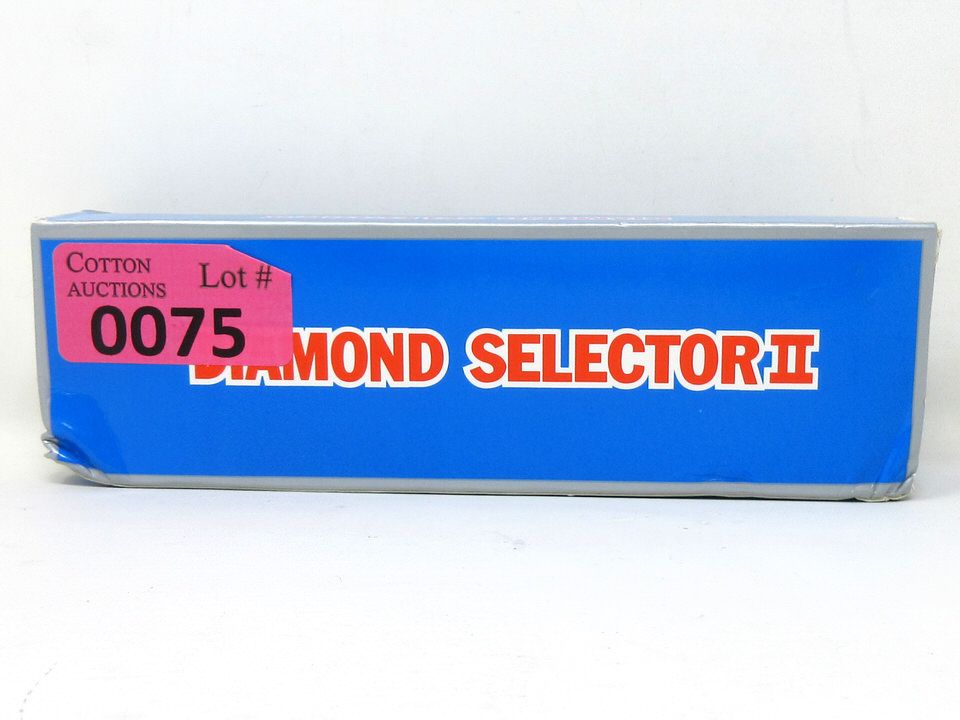 COTTON
AUCTIONS
Lot #
0075
DIAMOND SELECTOR II